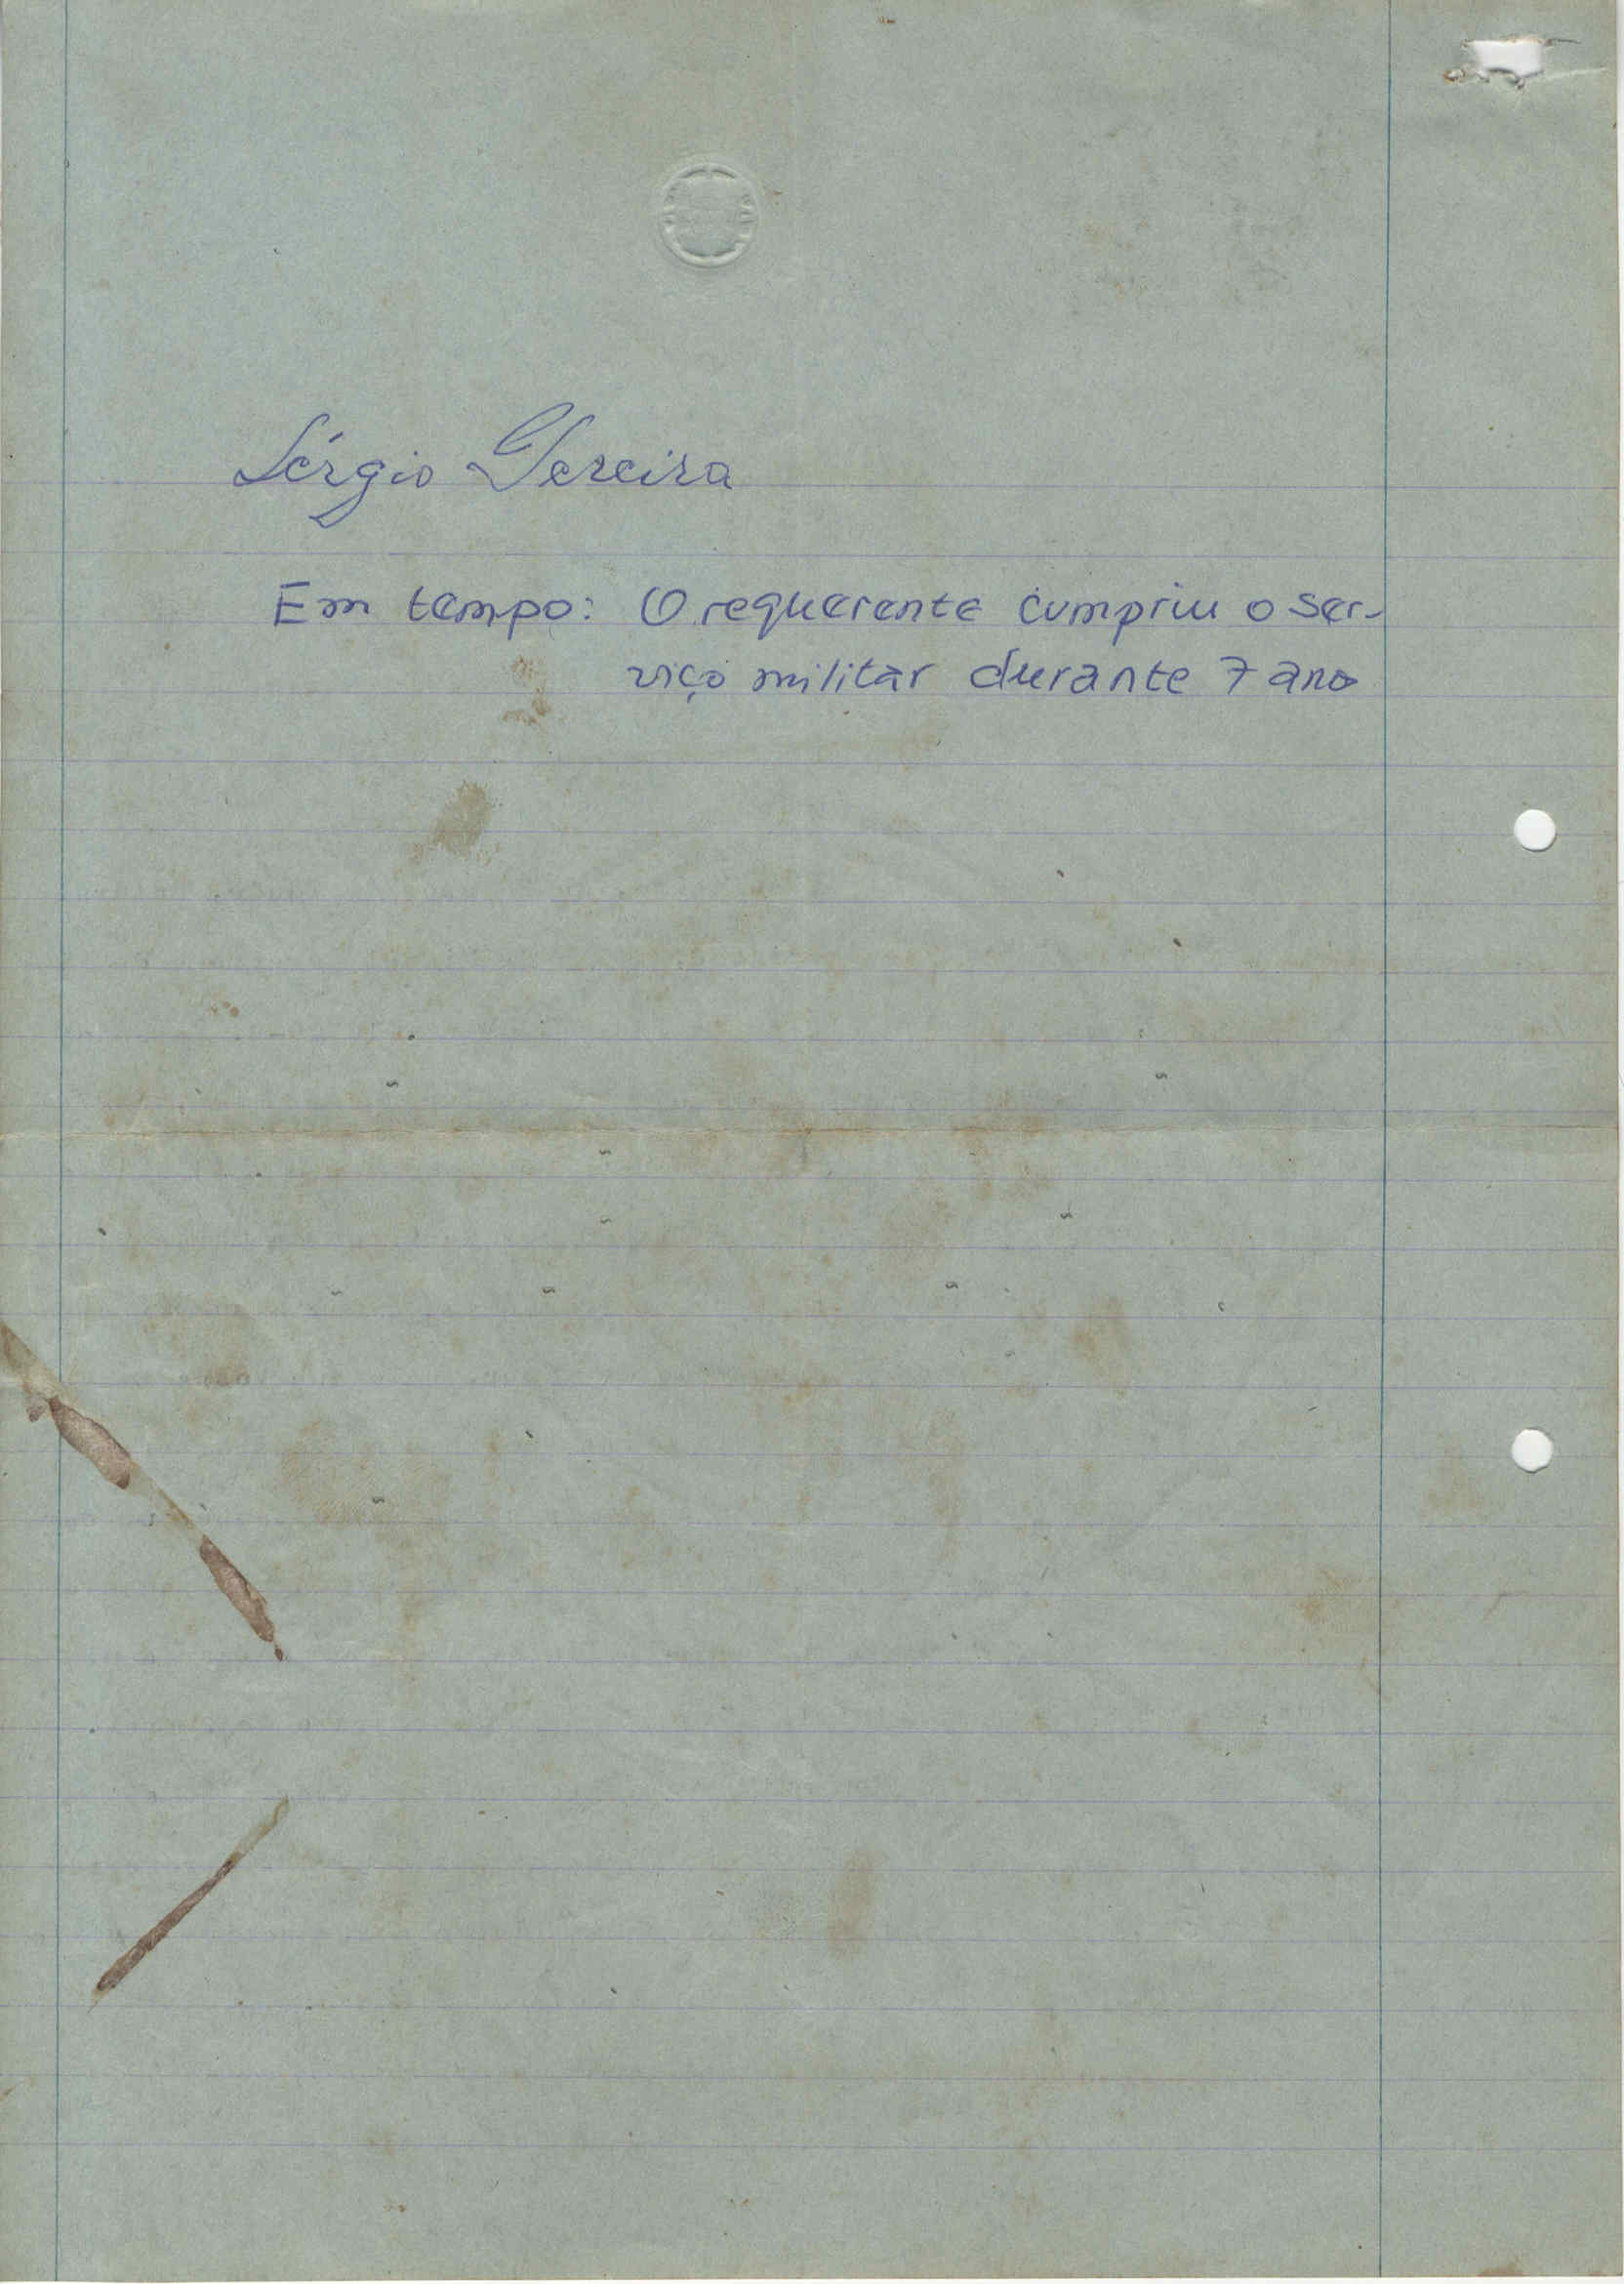 Sérgio Pereira
Em tempo: O requerente cumpriu o ser-
viço militar durante 7 ano